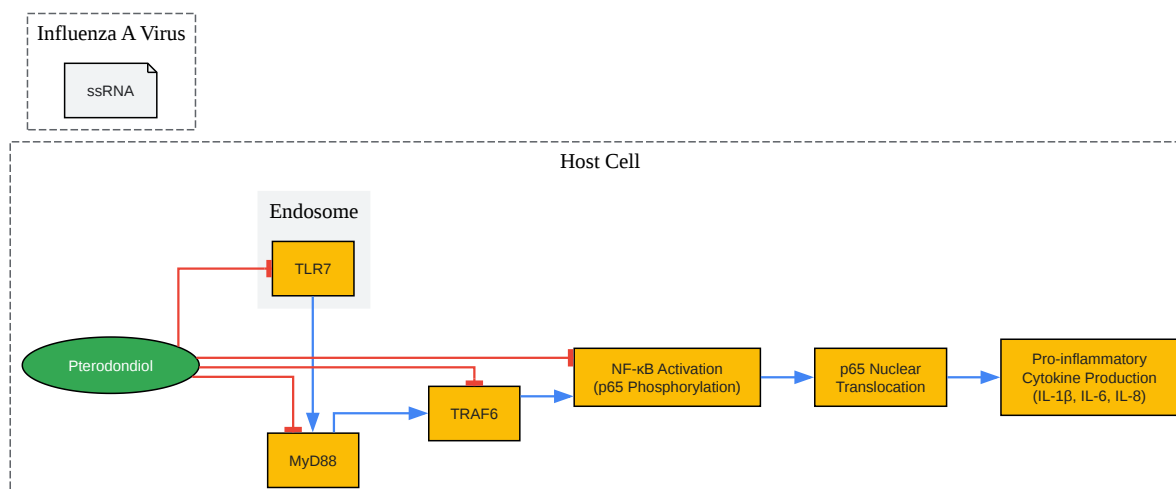 Influenza A Virus
ssRNA
Host Cell
Endosome
TLR7
Pterodondiol
NF-κB Activation
(p65 Phosphorylation)
p65 Nuclear
Translocation
Pro-inflammatory
Cytokine Production
(IL-1β, IL-6, IL-8)
TRAF6
MyD88